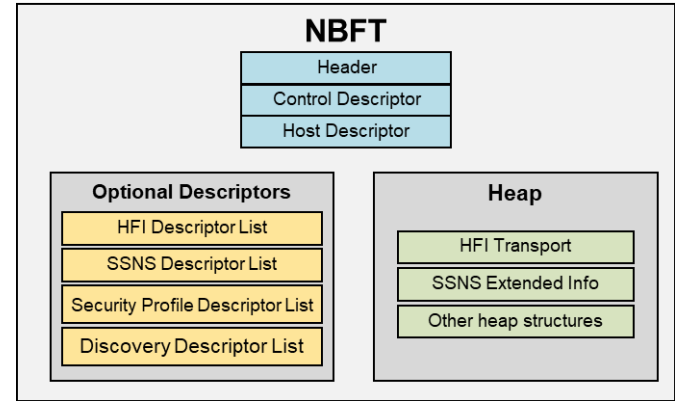 NBFT
Header
Control Descriptor
Host Descriptor
Optional Descriptors
HFI Descriptor List
SSNS Descriptor List
Security Profile Descriptor List
Discovery Descriptor List
Heap
HFI Transport
SSNS Extended Info
Other heap structures